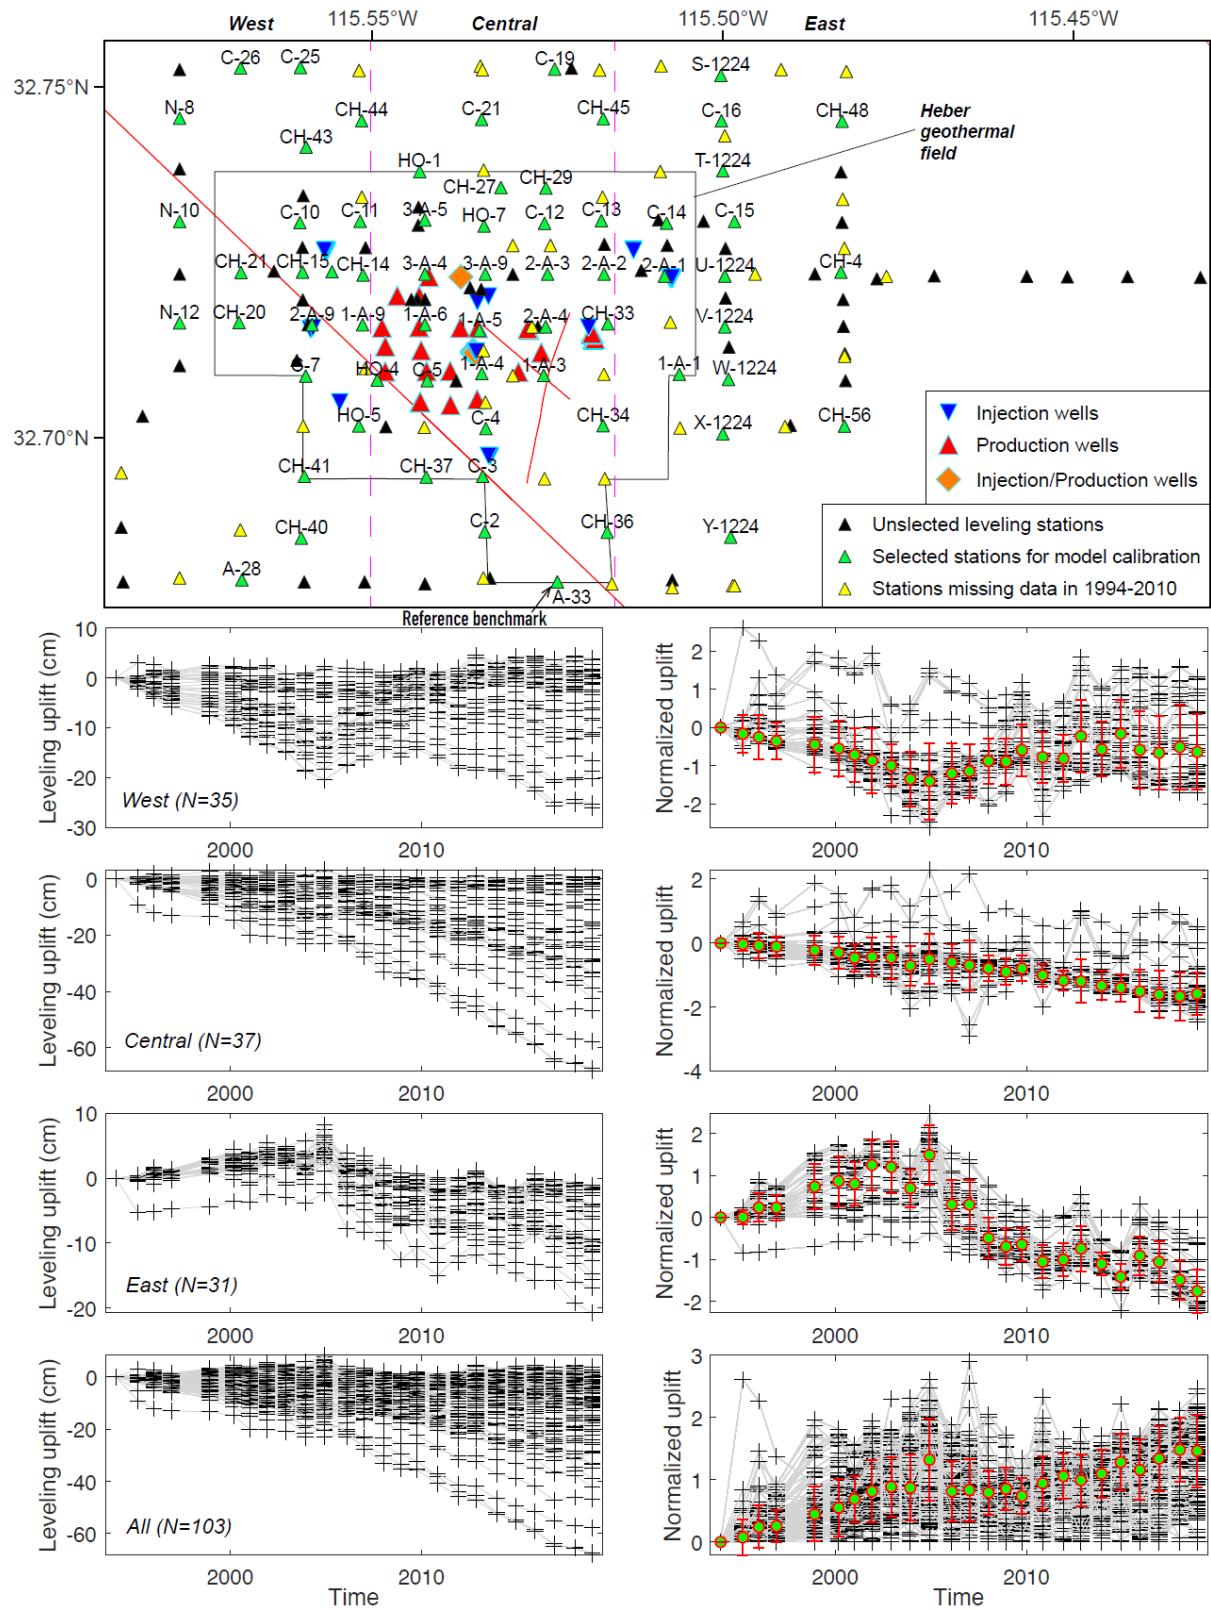 West
115.55°W
Central
115.50°W
East
115.45°W
32.75°N
32.70°N
C-26
C-25
C-19
S-1224
N-8
CH-44
C-21
CH-45
C-16
CH-48
CH-43
HO-1
T-1224
CH-27
CH-29
Heber
geothermal
field
N-10
C-10
C-11
3-A-5
HO-7
C-12
C-13
C-14
C-15
CH-21
CH-15
CH-14
3-A-4
3-A-9
2-A-3
2-A-2
2-A-1
U-1224
CH-4
N-12
CH-20
2-A-9
1-A-9
1-A-6
1-A-5
2-A-4
CH-33
V-1224
C-7
HO-4
C-5
1-A-4
1-A-3
1-A-1
W-1224
HO-5
C-4
CH-34
X-1224
CH-56
CH-41
CH-37
C-3
CH-40
C-2
CH-36
Y-1224
A-28
A-33
Reference benchmark
Injection wells
Production wells
Injection/Production wells
Unslected leveling stations
Selected stations for model calibration
Stations missing data in 1994-2010
Leveling uplift (cm)
10
0
-10
-20
-30
West (N=35)
2000
2010
Normalized uplift
2
1
0
-1
-2
2000
2010
Leveling uplift (cm)
0
-20
-40
-60
Central (N=37)
2000
2010
Normalized uplift
2
0
-2
-4
2000
2010
Leveling uplift (cm)
10
0
-10
-20
East (N=31)
2000
2010
Normalized uplift
2
1
0
-1
-2
2000
2010
Leveling uplift (cm)
0
-20
-40
-60
All (N=103)
2000
2010
Time
Normalized uplift
3
2
1
0
2000
2010
Time